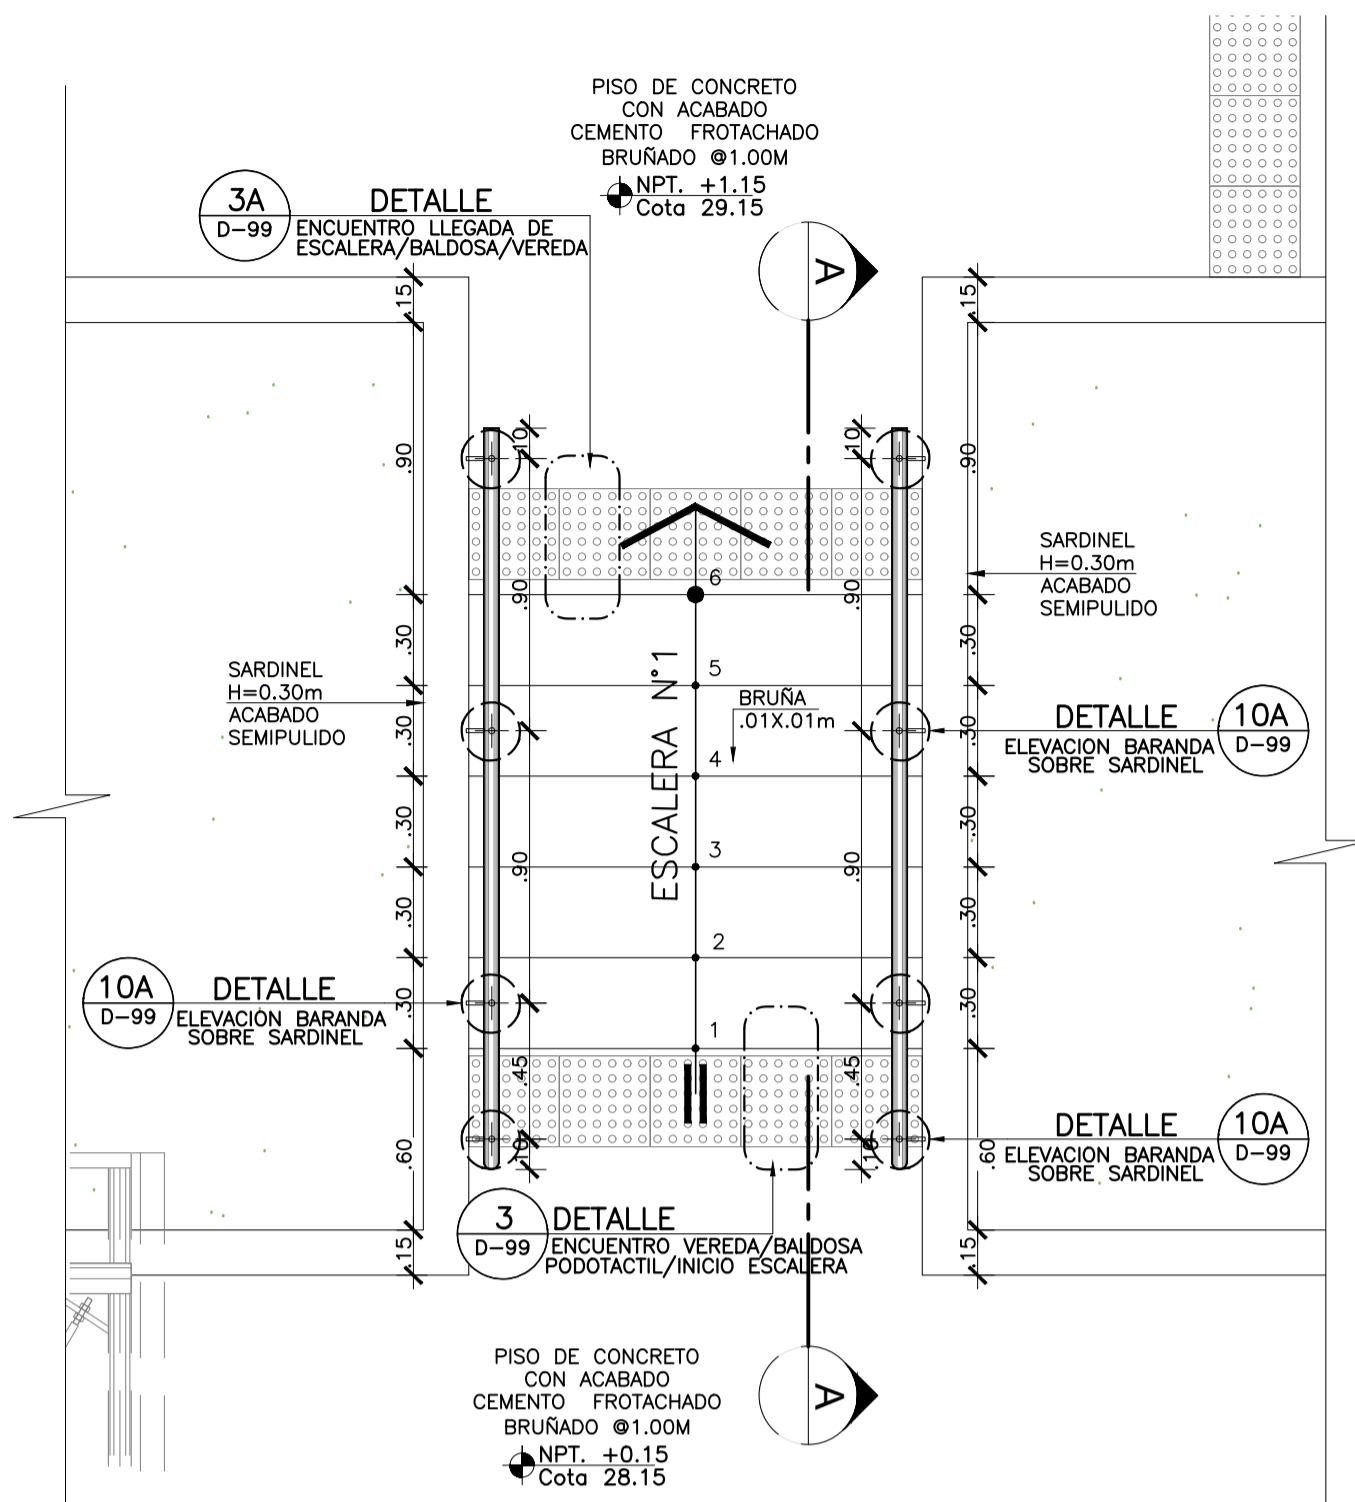 PISO DE CONCRETO
CON ACABADO
CEMENTO FROTACHADO
BRUÑADO @1.00M
NPT. +1.15
Cota 29.15
3A
D-99
DETALLE
ENCUENTRO LLEGADA DE
ESCALERA/BALDOSA/VEREDA
A
.15
.15
.10
.10
.90
.90
6
.90
.90
SARDINEL
H=0.30m
ACABADO
SEMIPULIDO
.30
.30
5
SARDINEL
H=0.30m
ACABADO
SEMIPULIDO
ESCALERA N°1
BRUÑA
.01X.01m
.30
DETALLE
ELEVACION BARANDA
SOBRE SARDINEL
10A
D-99
4
.30
.30
3
.90
.90
.30
.30
2
10A
D-99
DETALLE
ELEVACION BARANDA
SOBRE SARDINEL
.30
1
.45
.45
DETALLE
ELEVACION BARANDA
SOBRE SARDINEL
10A
D-99
.60
.10
.10
.60
3
D-99
DETALLE
ENCUENTRO VEREDA/BALDOSA
PODOTACTIL/INICIO ESCALERA
.15
.15
PISO DE CONCRETO
CON ACABADO
CEMENTO FROTACHADO
BRUÑADO @1.00M
NPT. +0.15
Cota 28.15
A